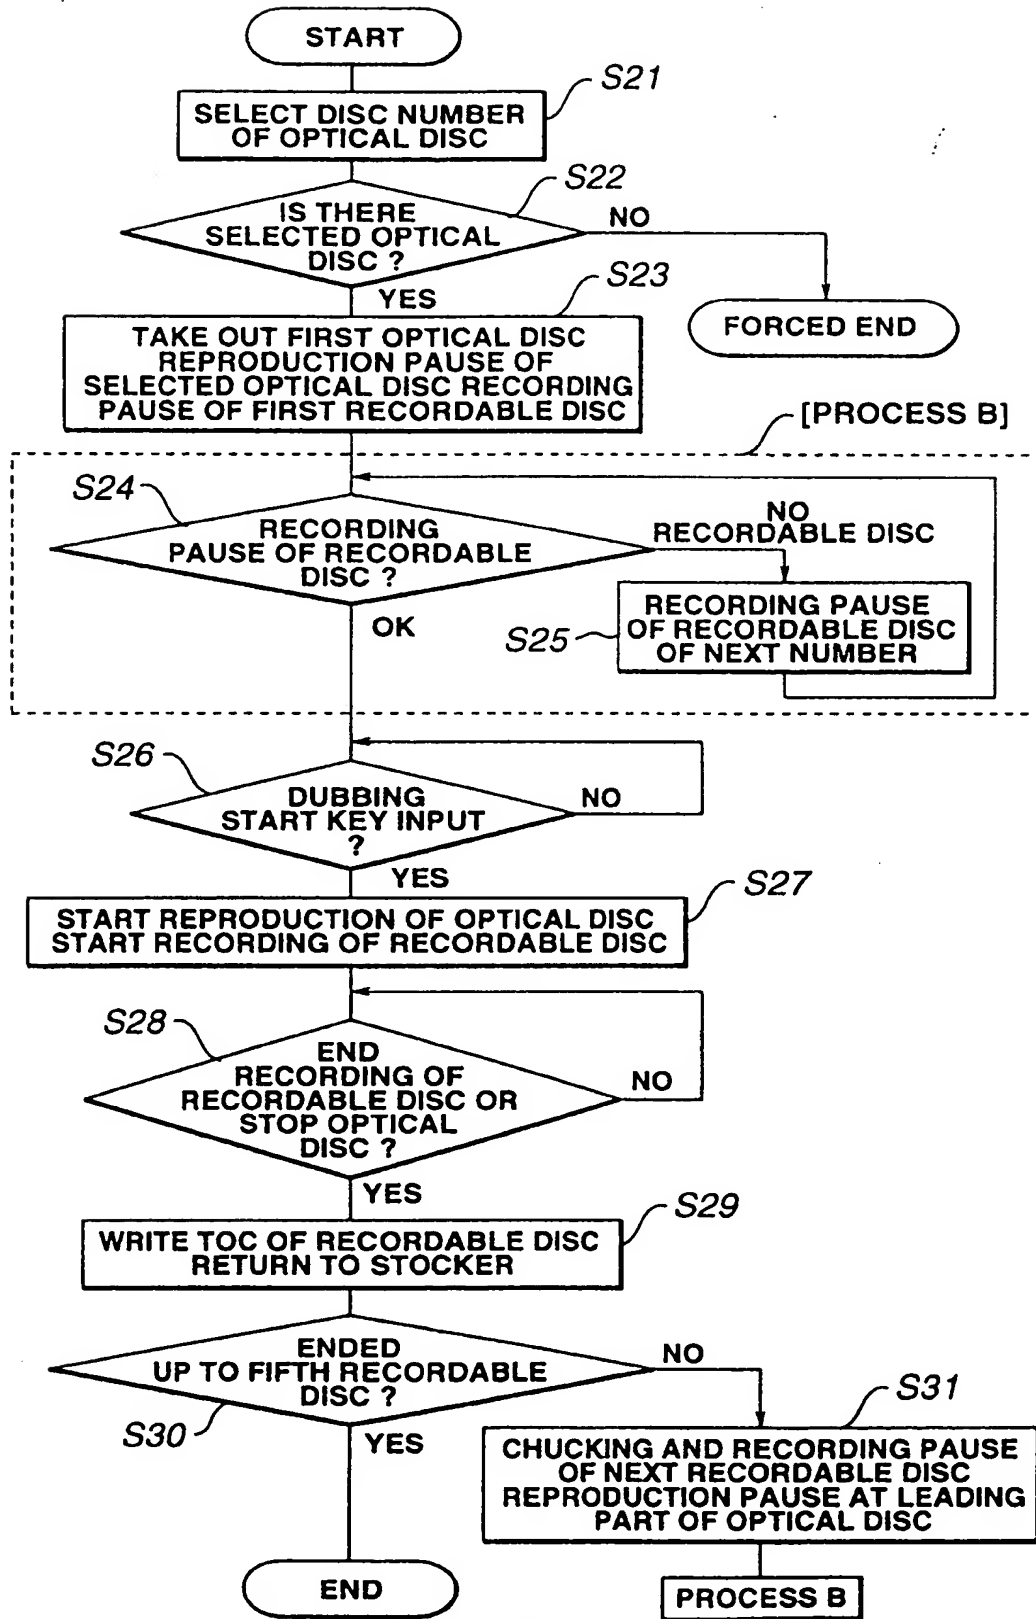 START
S21
SELECT DISC NUMBER
OF OPTICAL DISC
S22
IS THERE
SELECTED OPTICAL
DISC ?
NO
YES
S23
FORCED END
TAKE OUT FIRST OPTICAL DISC
REPRODUCTION PAUSE OF
SELECTED OPTICAL DISC RECORDING
PAUSE OF FIRST RECORDABLE DISC
[PROCESS B]
S24
RECORDING
PAUSE OF RECORDABLE
DISC ?
NO
RECORDABLE DISC
OK
S25
RECORDING PAUSE
OF RECORDABLE DISC
OF NEXT NUMBER
S26
DUBBING
START KEY INPUT
?
NO
YES
S27
START REPRODUCTION OF OPTICAL DISC
START RECORDING OF RECORDABLE DISC
S28
END
RECORDING OF
RECORDABLE DISC OR
STOP OPTICAL
DISC ?
NO
YES
S29
WRITE TOC OF RECORDABLE DISC
RETURN TO STOCKER
ENDED
UP TO FIFTH RECORDABLE
DISC ?
NO
S30
YES
S31
CHUCKING AND RECORDING PAUSE
OF NEXT RECORDABLE DISC
REPRODUCTION PAUSE AT LEADING
PART OF OPTICAL DISC
END
PROCESS B